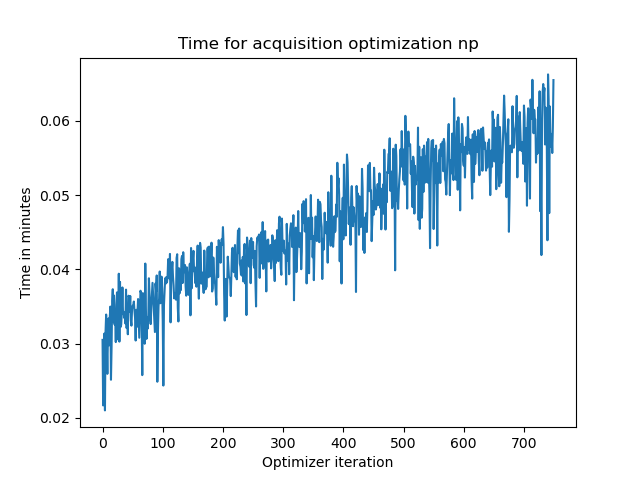 Time for acquisition optimization np
Time in minutes
0.06
0.05
0.04
0.03
0.02
0 100 200 300 400 500 600 700
Optimizer iteration